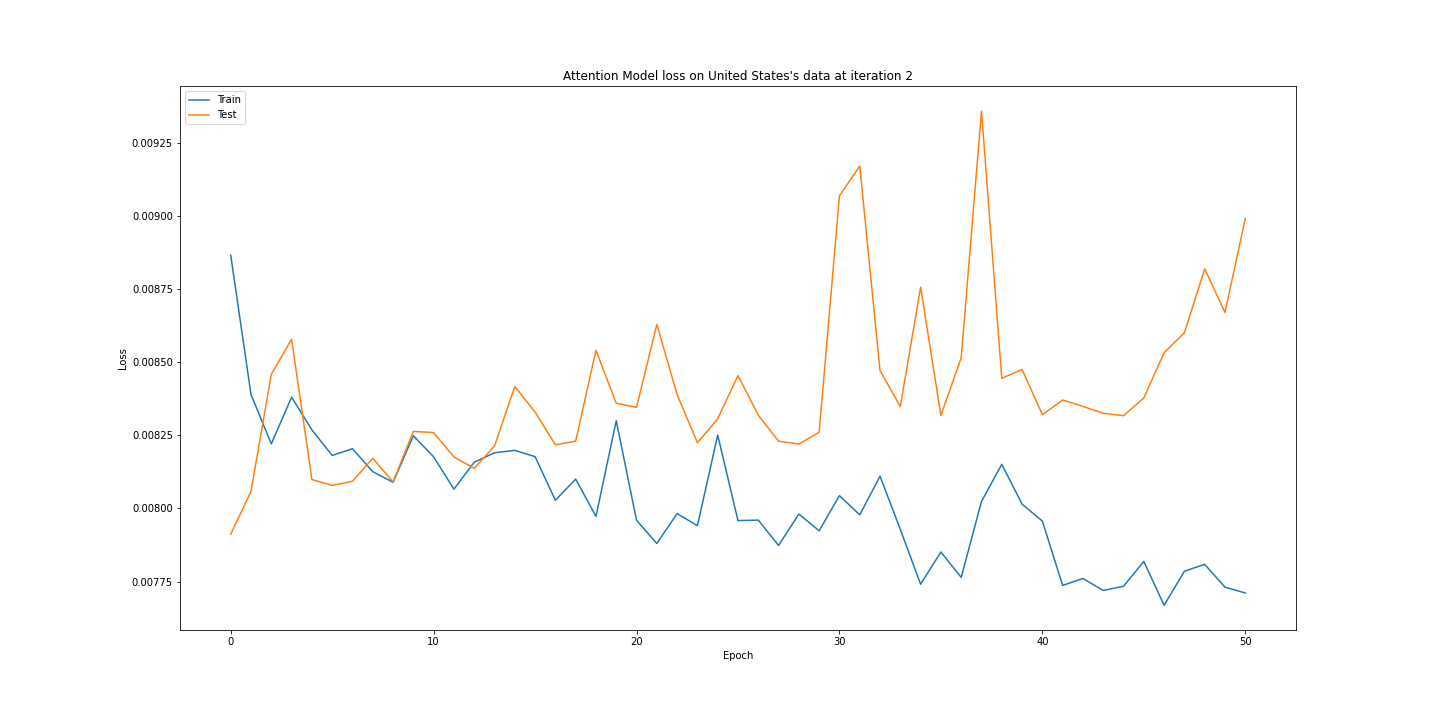 Attention Model loss on United States's data at iteration 2
Train
Test
0.00925
0.00900
0.00875
0.00850
0.00825
0.00800
0.00775
Loss
0 10 20 30 40 50
Epoch